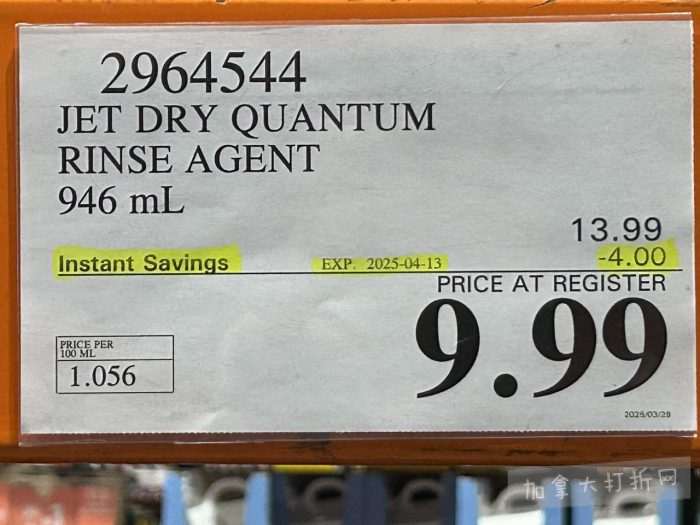 2964544
JET DRY QUANTUM
RINSE AGENT
946 mL
13.99
Instant Savings EXP. 2025-04-13 -4.00
PRICE AT REGISTER
9.99
PRICE PER
100 ML
1.056
2025/03/28
加拿大打折网